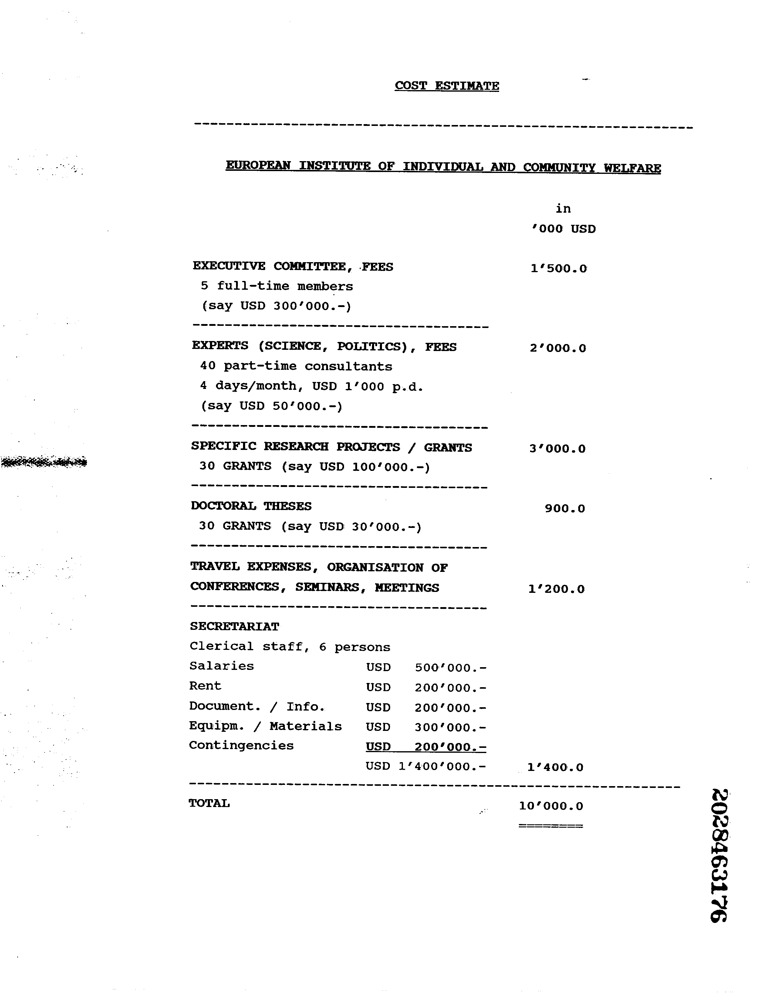 COST ESTIMATE
EUROPEAN INSTITUTE OF INDIVIDUAL AND COMMUNITY WELFARE
in
'000 USD
EXECUTIVE COMMITTEE, FEES 1'500.0
5 full-time members
(say USD 300'000.-)
EXPERTS (SCIENCE, POLITICS), FEES 2'000.0
40 part-time consultants
4 days/month, USD 1'000 p.d.
(say USD 50'000.-)
SPECIFIC RESEARCH PROJECTS / GRANTS 3'000.0
30 GRANTS (say USD 100'000.-)
DOCTORAL THESES 900.0
30 GRANTS (say USD 30'000.-)
TRAVEL EXPENSES, ORGANISATION OF
CONFERENCES, SEMINARS, MEETINGS 1'200.0
SECRETARIAT
Clerical staff, 6 persons
Salaries USD 500'000.-
Rent USD 200'000.-
Document. / Info. USD 200'000.-
Equipm. / Materials USD 300'000.-
Contingencies USD 200'000.-
USD 1'400'000.- 1'400.0
TOTAL 10'000.0
2028463176